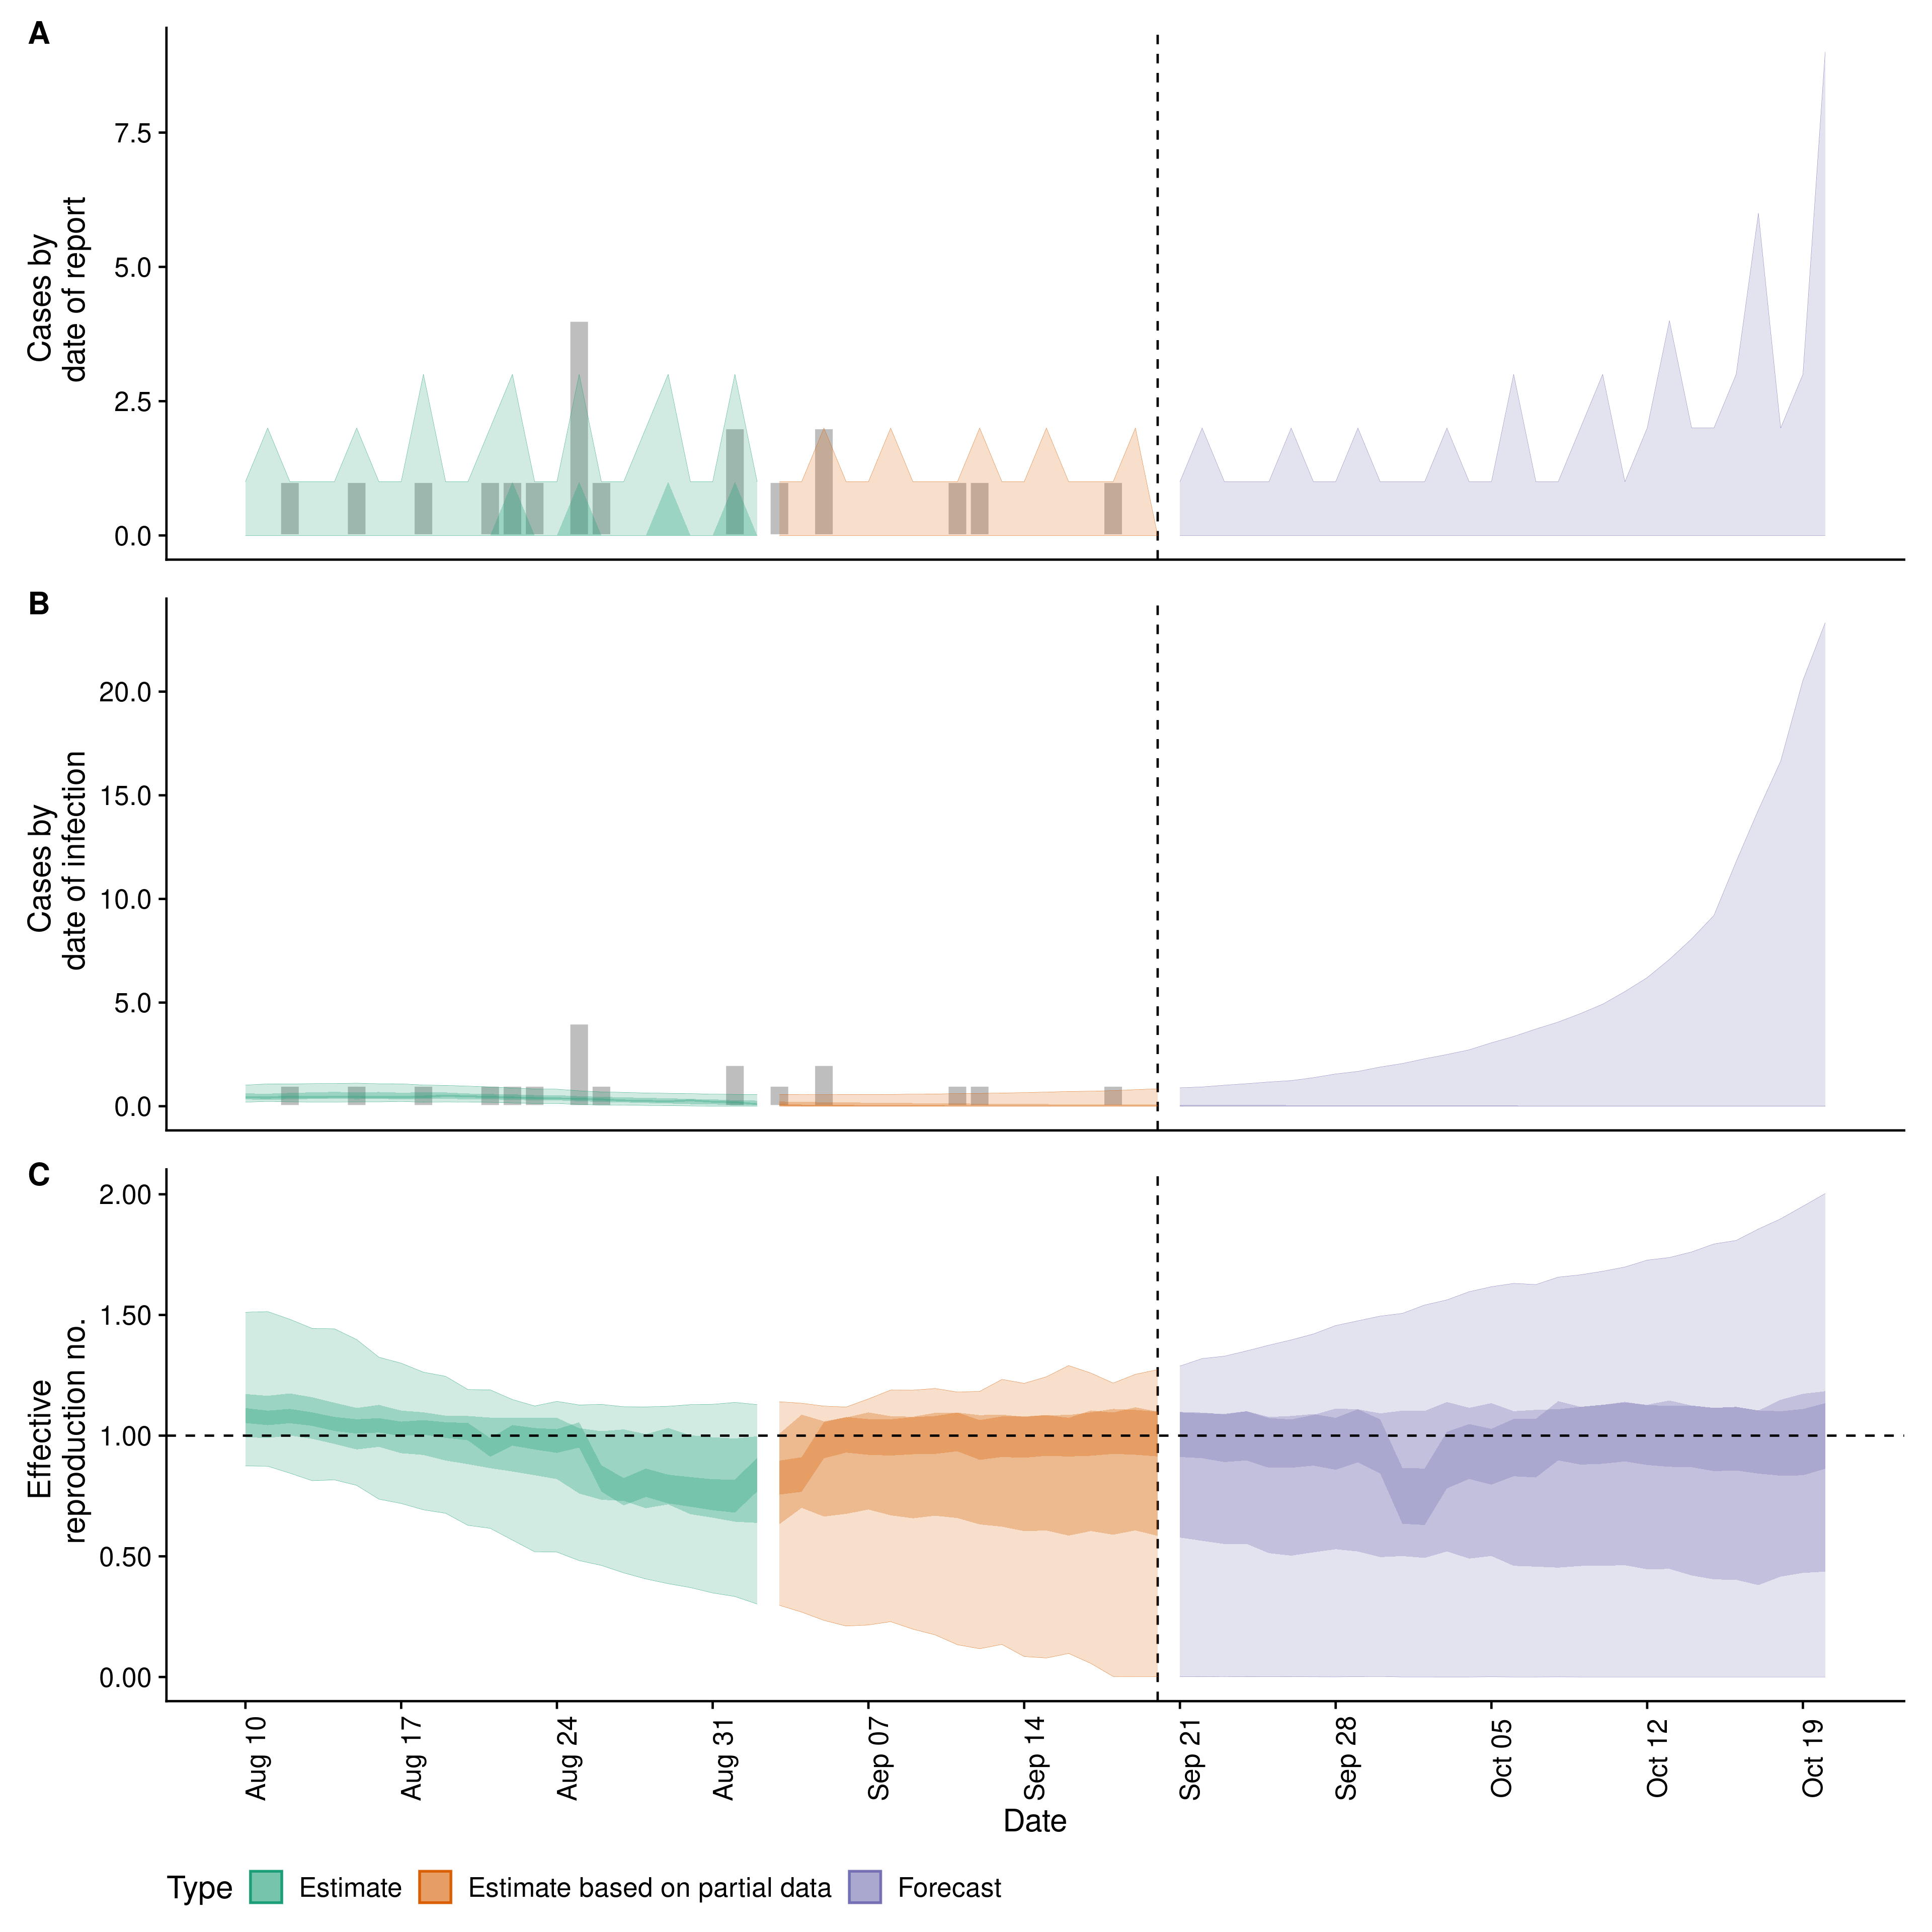 A
Cases by
date of report
7.5
5.0
2.5
0.0
B
Cases by
date of infection
20.0
15.0
10.0
5.0
0.0
C
Effective
reproduction no.
2.00
1.50
1.00
0.50
0.00
Aug 10
Aug 17
Aug 24
Aug 31
Sep 07
Sep 14
Sep 21
Sep 28
Oct 05
Oct 12
Oct 19
Date
Type Estimate Estimate based on partial data Forecast